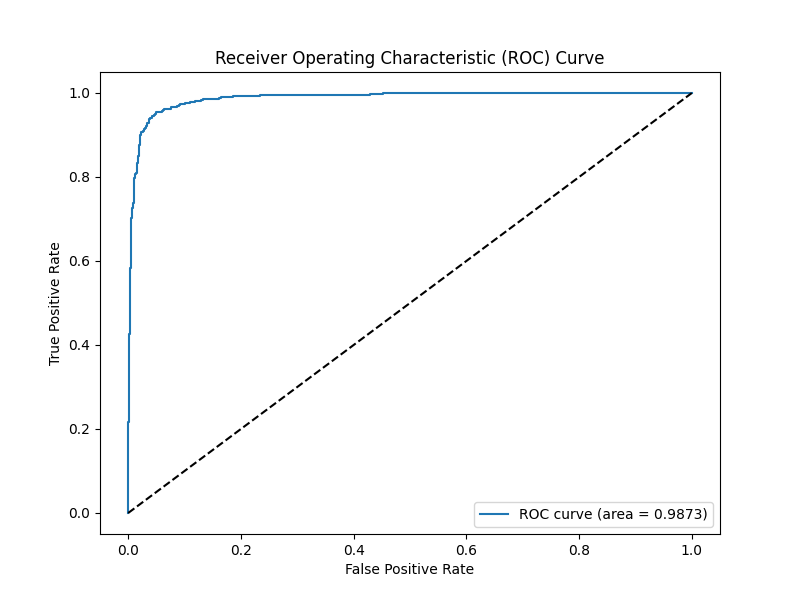 Receiver Operating Characteristic (ROC) Curve
1.0
0.8
0.6
0.4
0.2
0.0
True Positive Rate
ROC curve (area = 0.9873)
0.0 0.2 0.4 0.6 0.8 1.0
False Positive Rate